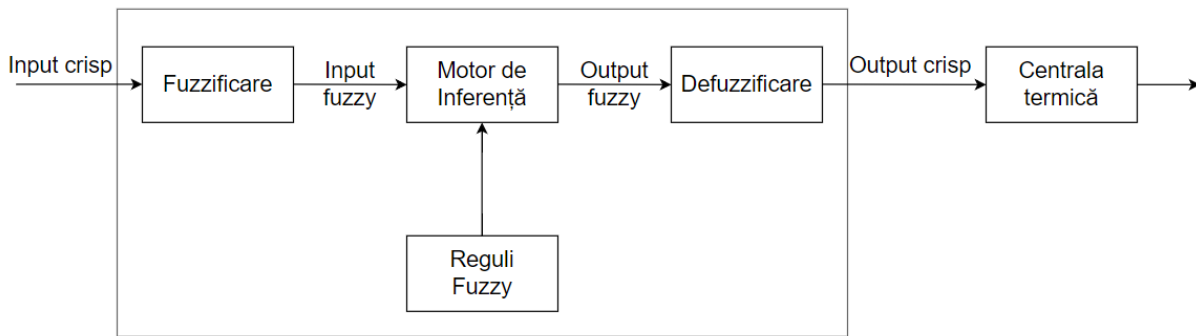 Input crisp
Fuzzificare
Input
fuzzy
Motor de
Inferență
Output
fuzzy
Defuzzificare
Output crisp
Centrala
termică
Reguli
Fuzzy